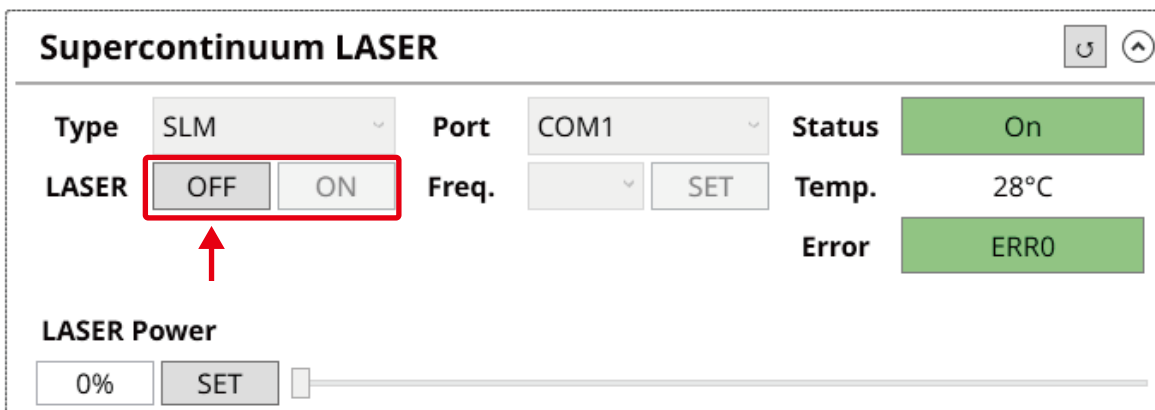 Supercontinuum LASER
Type SLM Port COM1 Status On
LASER OFF ON Freq. SET Temp. 28°C
Error ERR0
LASER Power
0% SET